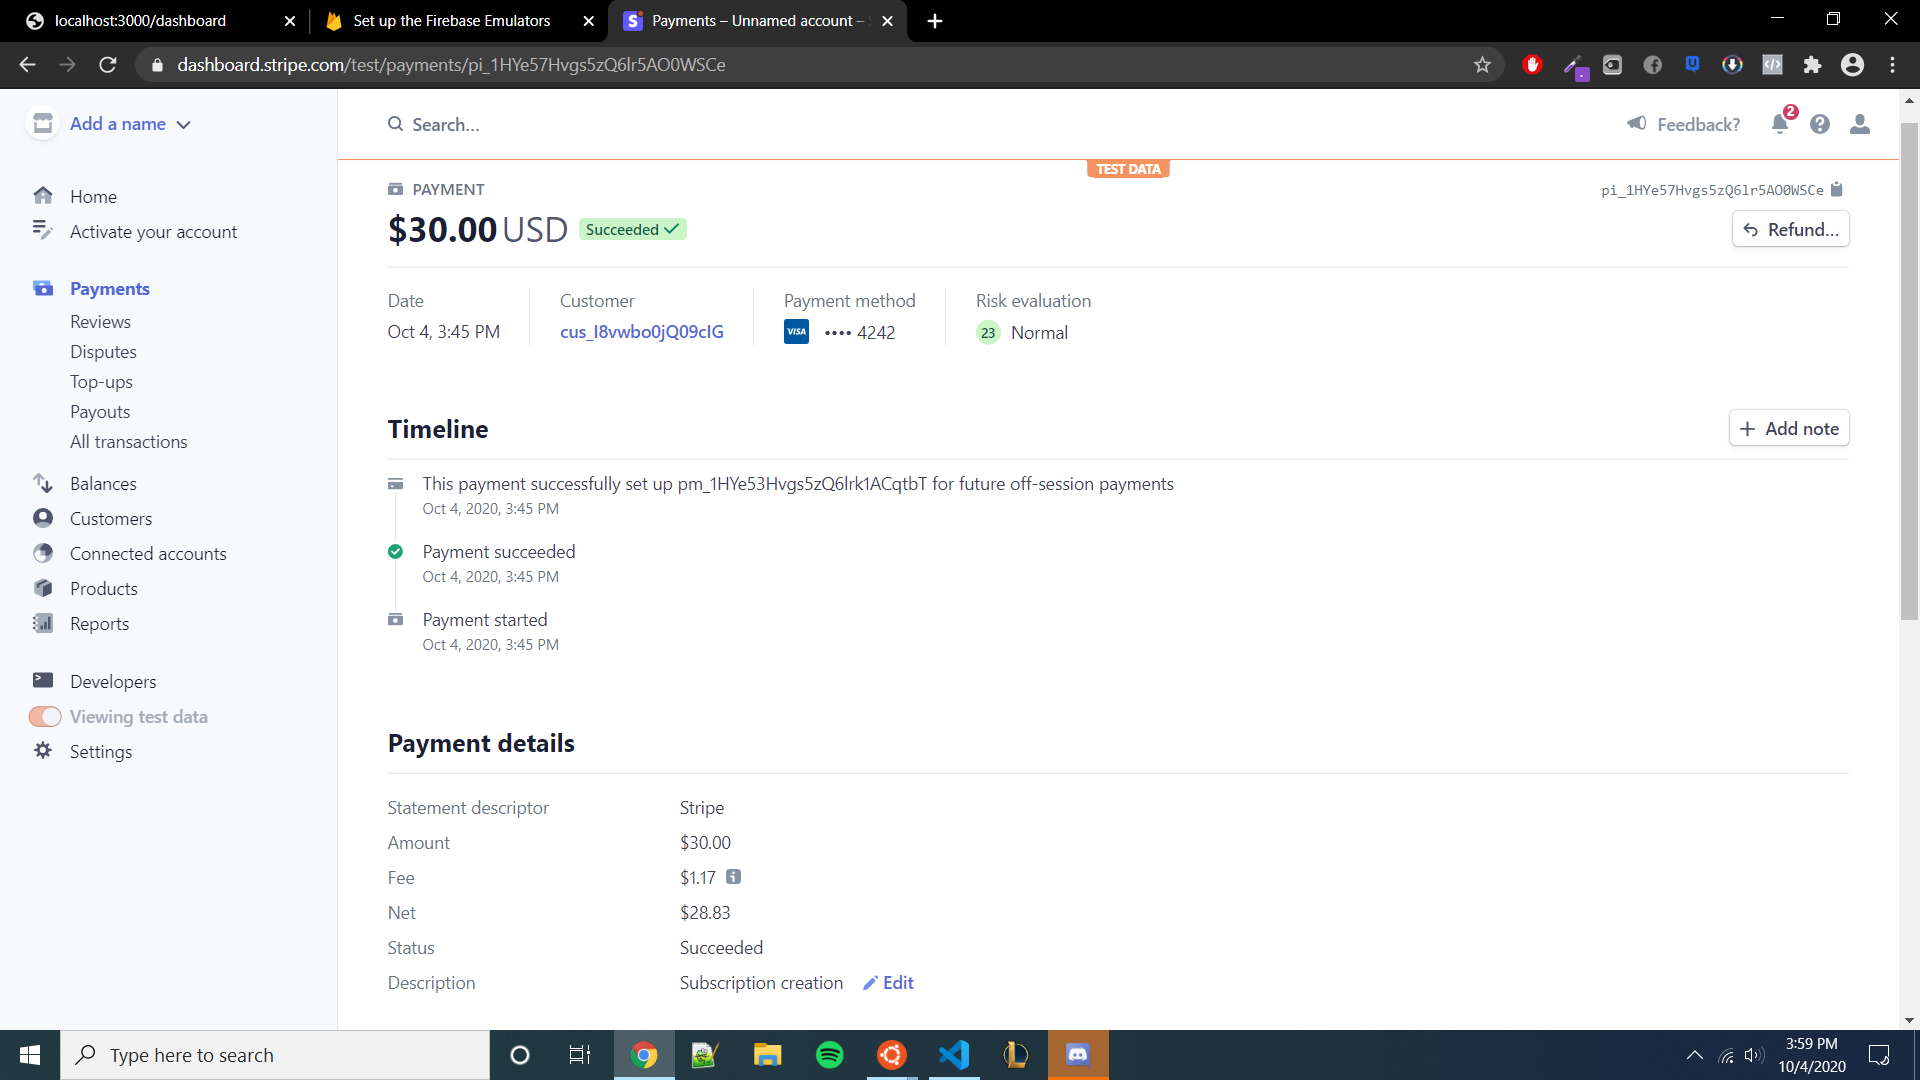 localhost:3000/dashboard
Set up the Firebase Emulators
Payments – Unnamed account –
dashboard.stripe.com/test/payments/pi_1HYe57Hvgs5zQ6lr5AO0WSCe
Add a name
Search...
Feedback?
2
TEST DATA
Home
Activate your account
Payments
Reviews
Disputes
Top-ups
Payouts
All transactions
Balances
Customers
Connected accounts
Products
Reports
Developers
Viewing test data
Settings
PAYMENT
pi_1HYe57Hvgs5zQ6lr5AO0WSCe
$30.00 USD Succeeded
Refund...
Date
Oct 4, 3:45 PM
Customer
cus_I8vwbo0jQ09cIG
Payment method
VISA •••• 4242
Risk evaluation
23 Normal
Timeline
Add note
This payment successfully set up pm_1HYe53Hvgs5zQ6lrk1ACqtbT for future off-session payments
Oct 4, 2020, 3:45 PM
Payment succeeded
Oct 4, 2020, 3:45 PM
Payment started
Oct 4, 2020, 3:45 PM
Payment details
Statement descriptor Stripe
Amount $30.00
Fee $1.17
Net $28.83
Status Succeeded
Description Subscription creation Edit
Type here to search
3:59 PM
10/4/2020